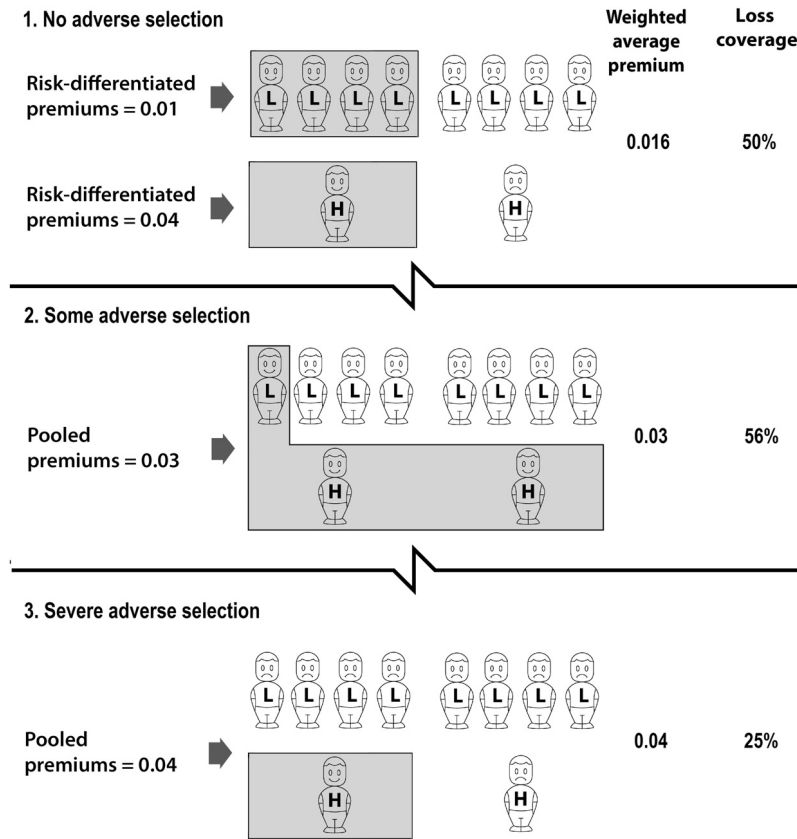 1. No adverse selection
Weighted
average
premium
Loss
coverage
Risk-differentiated
premiums = 0.01
L L L L L L L L
0.016 50%
Risk-differentiated
premiums = 0.04
H H
2. Some adverse selection
L L L L L L L L
Pooled
premiums = 0.03
0.03 56%
H H
3. Severe adverse selection
L L L L L L L L
Pooled
premiums = 0.04
0.04 25%
H H